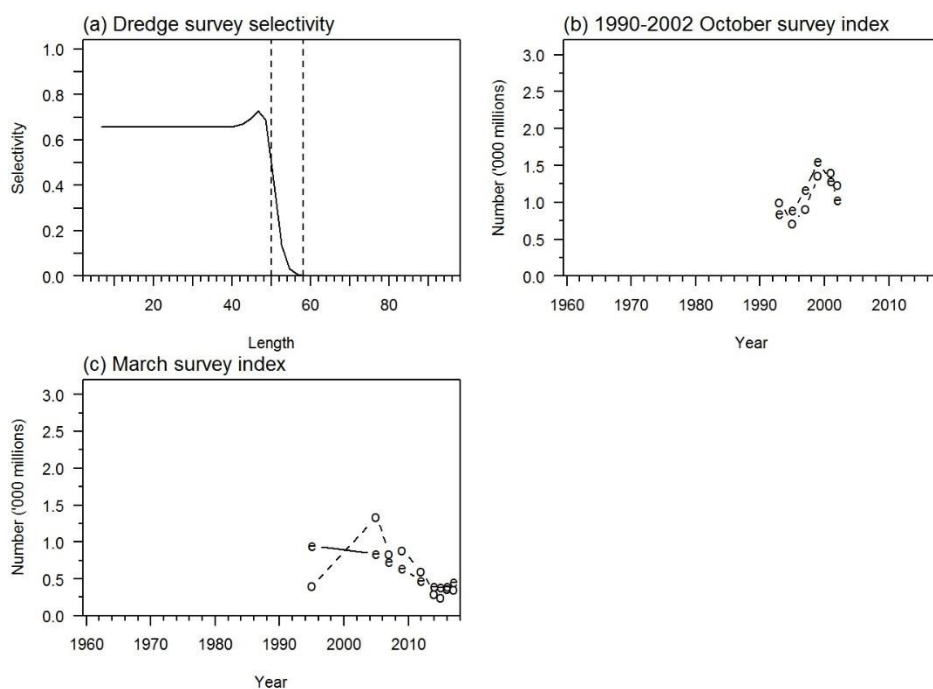 (a) Dredge survey selectivity
Selectivity
1.0
0.8
0.6
0.4
0.2
0.0
20 40 60 80
Length
(b) 1990-2002 October survey index
Number ('000 millions)
3.0
2.5
2.0
1.5
1.0
0.5
0.0
o
e
e
o
e
o
e
o
o
e
o
e
1960 1970 1980 1990 2000 2010
Year
(c) March survey index
Number ('000 millions)
3.0
2.5
2.0
1.5
1.0
0.5
0.0
e
o
o
e
o
e
o
e
o
e
e
o
e
o
e
o
e
o
1960 1970 1980 1990 2000 2010
Year